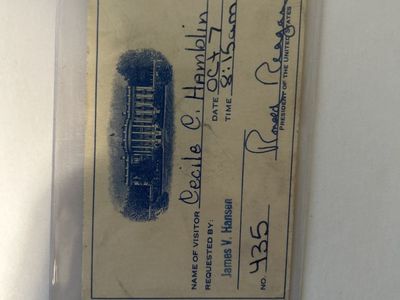 NAME OF VISITOR Cecile C. Hamblin
REQUESTED BY: DATE Oct 7
James V. Hansen TIME 8:15am
NO. 435 Ronald Reagan
PRESIDENT OF THE UNITED STATES